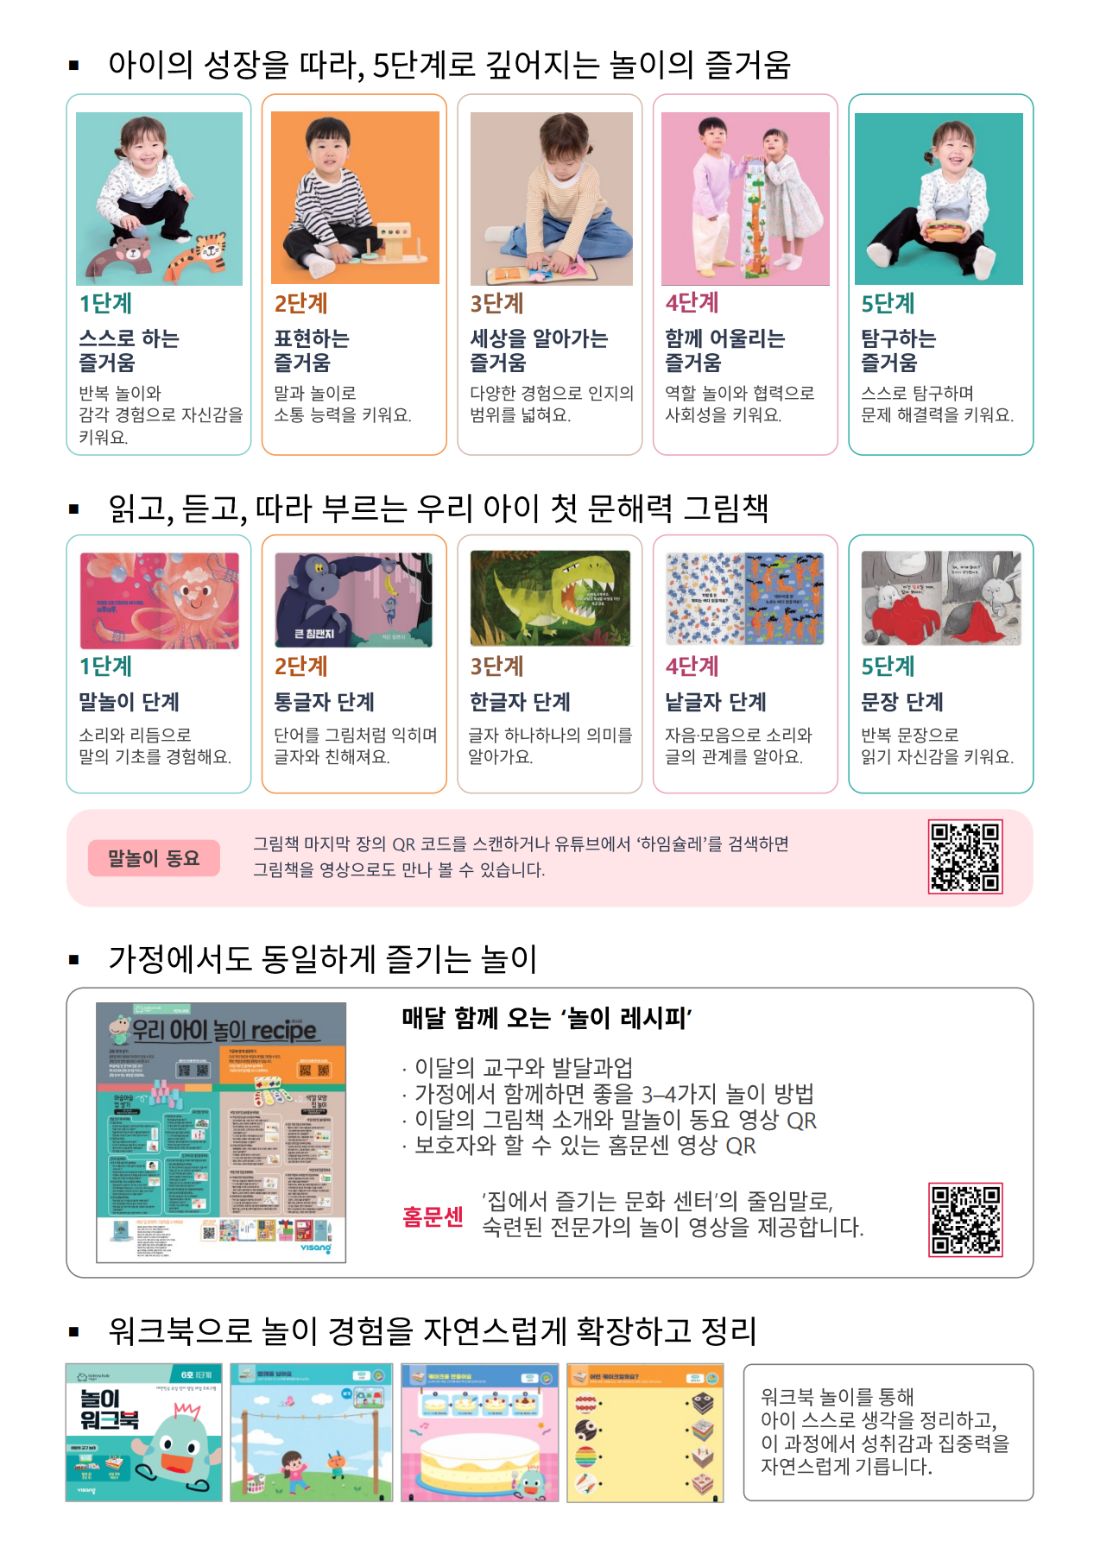 ▪ 아이의 성장을 따라, 5단계로 깊어지는 놀이의 즐거움
1단계
스스로 하는
즐거움
반복 놀이와
감각 경험으로 자신감을
키워요.
2단계
표현하는
즐거움
말과 놀이로
소통 능력을 키워요.
3단계
세상을 알아가는
즐거움
다양한 경험으로 인지의
범위를 넓혀요.
4단계
함께 어울리는
즐거움
역할 놀이와 협력으로
사회성을 키워요.
5단계
탐구하는
즐거움
스스로 탐구하며
문제 해결력을 키워요.
▪ 읽고, 듣고, 따라 부르는 우리 아이 첫 문해력 그림책
1단계
말놀이 단계
소리와 리듬으로
말의 기초를 경험해요.
큰 침팬지
작은 침팬지
2단계
통글자 단계
단어를 그림처럼 익히며
글자와 친해져요.
3단계
한글자 단계
글자 하나하나의 의미를
알아가요.
4단계
낱글자 단계
자음·모음으로 소리와
글의 관계를 알아요.
5단계
문장 단계
반복 문장으로
읽기 자신감을 키워요.
말놀이 동요
그림책 마지막 장의 QR 코드를 스캔하거나 유튜브에서 ‘하임슐레’를 검색하면
그림책을 영상으로도 만나 볼 수 있습니다.
▪ 가정에서도 동일하게 즐기는 놀이
우리 아이 놀이 recipe
visang
매달 함께 오는 ‘놀이 레시피’
· 이달의 교구와 발달과업
· 가정에서 함께하면 좋을 3–4가지 놀이 방법
· 이달의 그림책 소개와 말놀이 동요 영상 QR
· 보호자와 할 수 있는 홈문센 영상 QR
홈문센
‘집에서 즐기는 문화 센터’의 줄임말로,
숙련된 전문가의 놀이 영상을 제공합니다.
▪ 워크북으로 놀이 경험을 자연스럽게 확장하고 정리
6호
놀이
워크북
visang
워크북 놀이를 통해
아이 스스로 생각을 정리하고,
이 과정에서 성취감과 집중력을
자연스럽게 기릅니다.